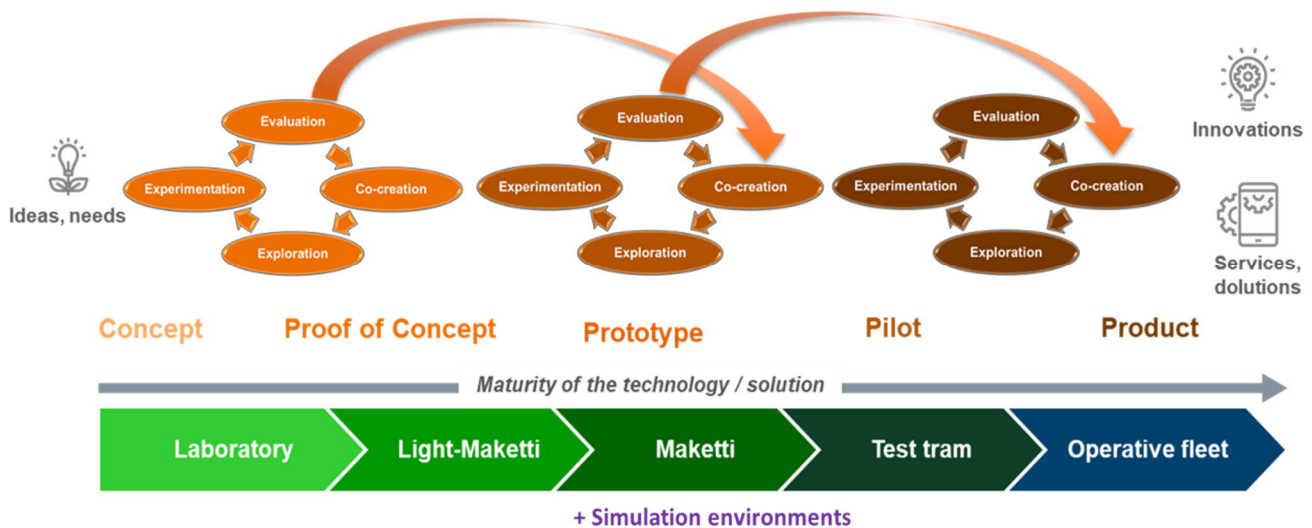 Evaluation
Experimentation
Co-creation
Exploration
Evaluation
Experimentation
Co-creation
Exploration
Evaluation
Experimentation
Co-creation
Exploration
Ideas, needs
Innovations
Services,
dolutions
Concept
Proof of Concept
Prototype
Pilot
Product
Maturity of the technology / solution
Laboratory
Light-Maketti
Maketti
Test tram
Operative fleet
+ Simulation environments